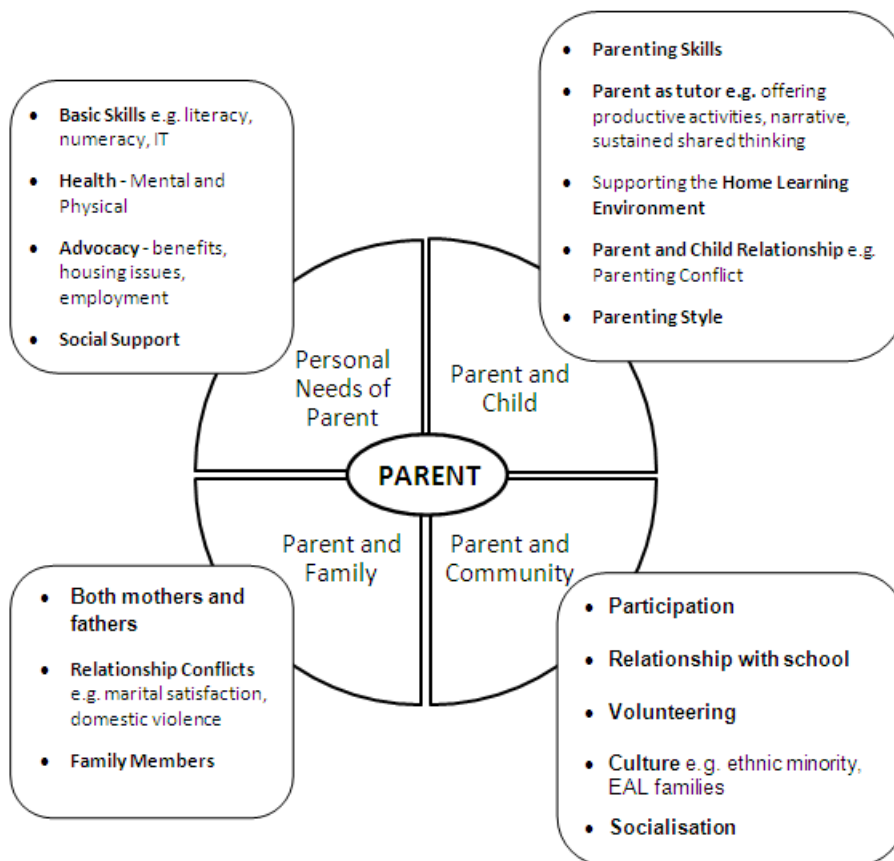 • Basic Skills e.g. literacy,
numeracy, IT
• Health - Mental and
Physical
• Advocacy - benefits,
housing issues,
employment
• Social Support
• Parenting Skills
• Parent as tutor e.g. offering
productive activities, narrative,
sustained shared thinking
• Supporting the Home Learning
Environment
• Parent and Child Relationship e.g.
Parenting Conflict
• Parenting Style
Personal
Needs of
Parent
Parent and
Child
PARENT
Parent and
Family
Parent and
Community
• Both mothers and
fathers
• Relationship Conflicts
e.g. marital satisfaction,
domestic violence
• Family Members
• Participation
• Relationship with school
• Volunteering
• Culture e.g. ethnic minority,
EAL families
• Socialisation